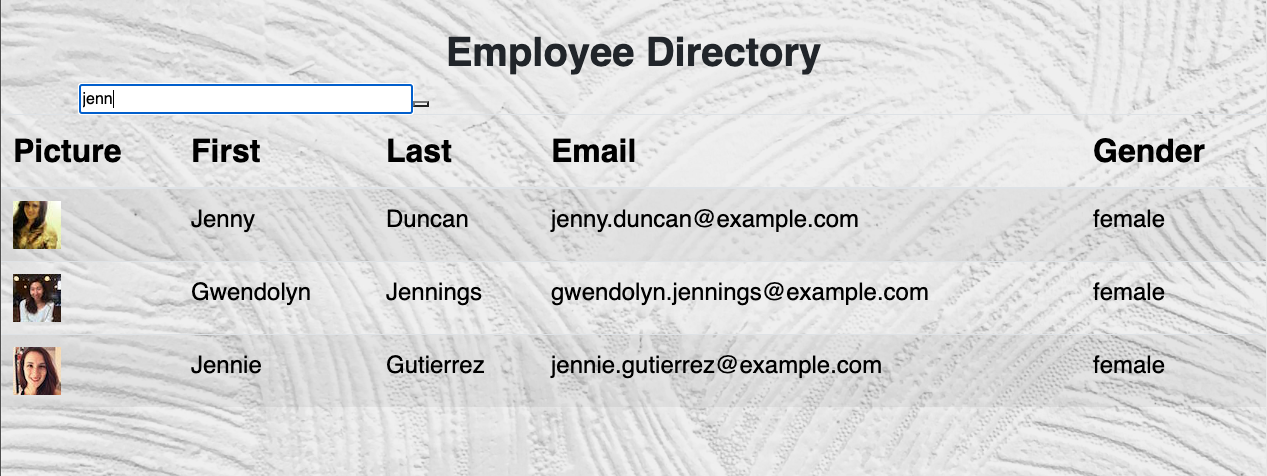 Employee Directory
jenn
Picture First Last Email Gender
Jenny Duncan jenny.duncan@example.com female
Gwendolyn Jennings gwendolyn.jennings@example.com female
Jennie Gutierrez jennie.gutierrez@example.com female